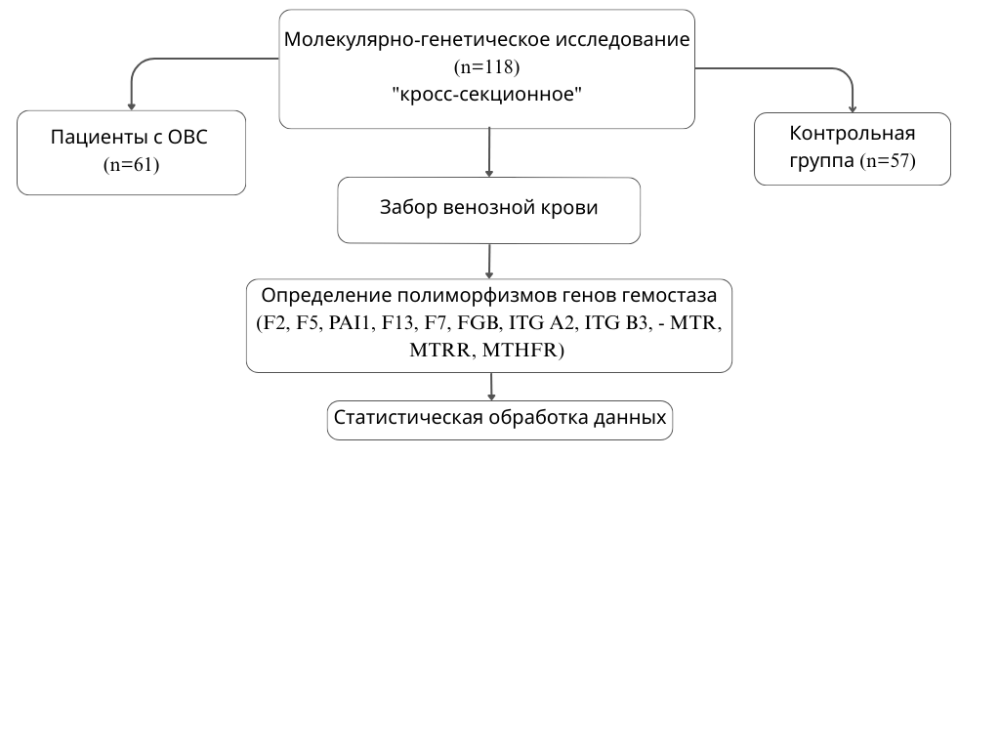 Молекулярно-генетическое исследование
(n=118)
"кросс-секционное"
Пациенты с ОВС
(n=61)
Контрольная
группа (n=57)
Забор венозной крови
Определение полиморфизмов генов гемостаза
(F2, F5, PAI1, F13, F7, FGB, ITG A2, ITG B3, - MTR,
MTRR, MTHFR)
Статистическая обработка данных